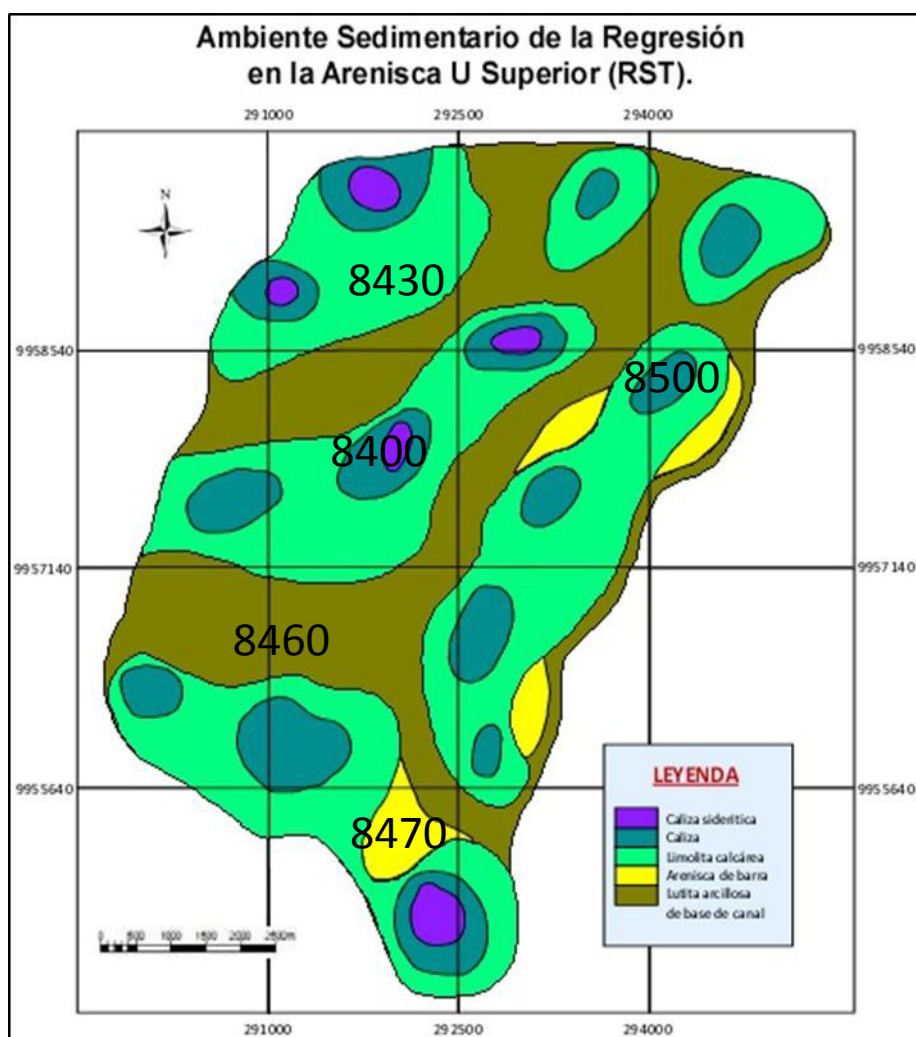 Ambiente Sedimentario de la Regresión
en la Arenisca U Superior (RST).
291000 292500 294000
N
8430
9958540 9958540
8500
8400
9957140 9957140
8460
9955640 9955640
8470
LEYENDA
Caliza siderítica
Caliza
Limolita calcárea
Arenisca de barra
Lutita arcillosa
de base de canal
0 500 1000 1500 2000 2500m
291000 292500 294000